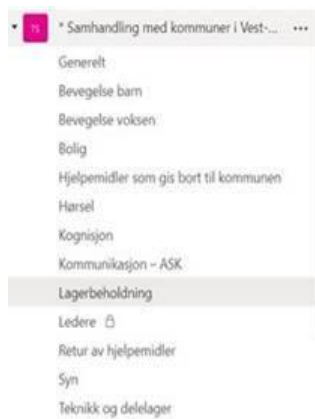 TS * Samhandling med kommuner i Vest-... ...
Generelt
Bevegelse barn
Bevegelse voksen
Bolig
Hjelpemidler som gis bort til kommunen
Hørsel
Kognisjon
Kommunikasjon – ASK
Lagerbeholdning
Ledere
Retur av hjelpemidler
Syn
Teknikk og delelager